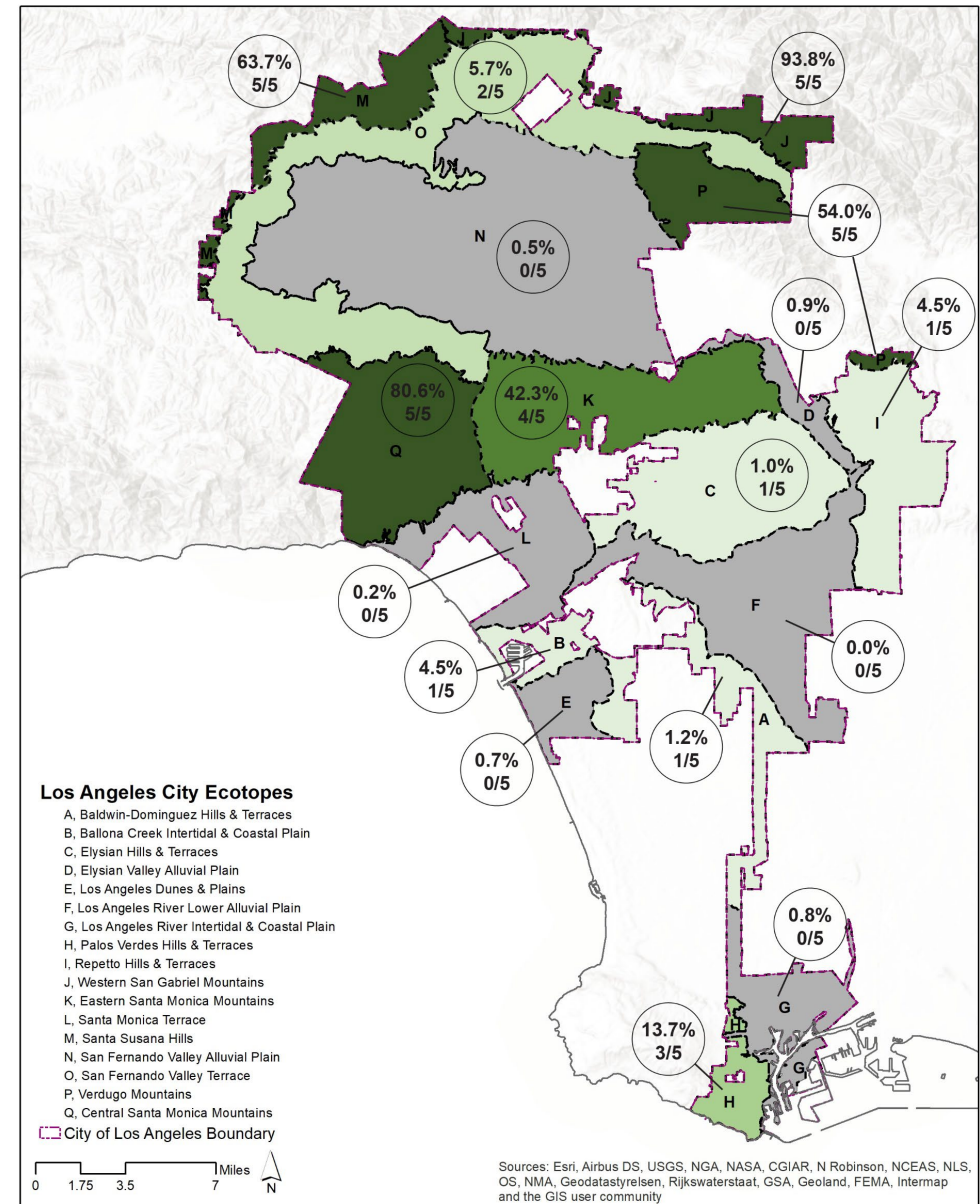 J
63.7%
5/5
5.7%
2/5
93.8%
5/5
M
J
J
O
J
P
54.0%
5/5
M
N
0.5%
0/5
M
0.9%
0/5
4.5%
1/5
P
80.6%
5/5
42.3%
4/5
K
D
I
Q
C
1.0%
1/5
L
0.2%
0/5
F
B
4.5%
1/5
0.0%
0/5
E
A
1.2%
1/5
0.7%
0/5
Los Angeles City Ecotopes
A, Baldwin-Dominguez Hills & Terraces
B, Ballona Creek Intertidal & Coastal Plain
C, Elysian Hills & Terraces
D, Elysian Valley Alluvial Plain
E, Los Angeles Dunes & Plains
F, Los Angeles River Lower Alluvial Plain
G, Los Angeles River Intertidal & Coastal Plain
H, Palos Verdes Hills & Terraces
I, Repetto Hills & Terraces
J, Western San Gabriel Mountains
K, Eastern Santa Monica Mountains
L, Santa Monica Terrace
M, Santa Susana Hills
N, San Fernando Valley Alluvial Plain
O, San Fernando Valley Terrace
P, Verdugo Mountains
Q, Central Santa Monica Mountains
City of Los Angeles Boundary
Miles
0 1.75 3.5 7
N
0.8%
0/5
G
H
13.7%
3/5
G
H
Sources: Esri, Airbus DS, USGS, NGA, NASA, CGIAR, N Robinson, NCEAS, NLS,
OS, NMA, Geodatastyrelsen, Rijkswaterstaat, GSA, Geoland, FEMA, Intermap
and the GIS user community